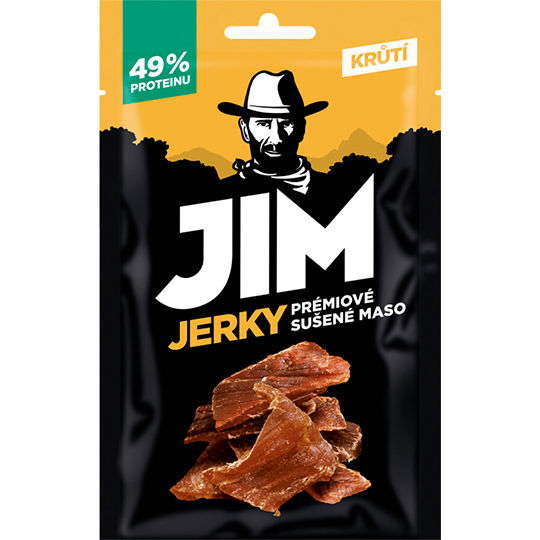 49%
PROTEINU
KRŮTÍ
JIM
JERKY
PRÉMIOVÉ
SUŠENÉ MASO